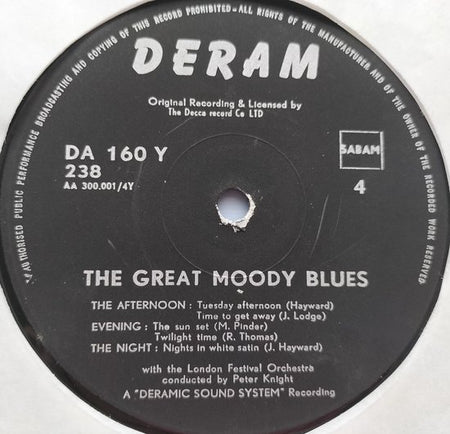 UNAUTHORISED PUBLIC PERFORMANCE BROADCASTING AND COPYING OF THIS RECORD PROHIBITED - ALL RIGHTS OF THE MANUFACTURER AND OF THE OWNER OF THE RECORDED WORK RESERVED
DERAM
Original Recording & Licensed by
The Decca record Co LTD
DA 160 Y
238
AA 300.001/4Y
SABAM
4
THE GREAT MOODY BLUES
THE AFTERNOON : Tuesday afternoon (Hayward)
Time to get away (J. Lodge)
EVENING : The sun set (M. Pinder)
Twilight time (R. Thomas)
THE NIGHT : Nights in white satin (J. Hayward)
with the London Festival Orchestra
conducted by Peter Knight
A "DERAMIC SOUND SYSTEM" Recording